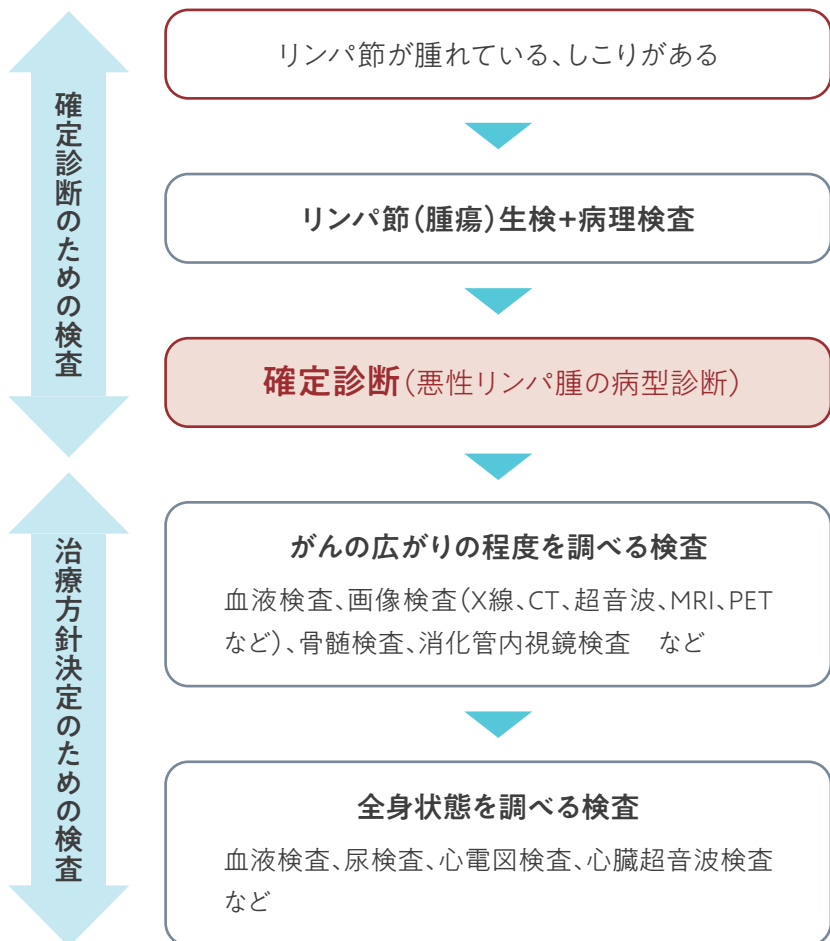 確定診断のための検査
リンパ節が腫れている、しこりがある
リンパ節(腫瘍)生検+病理検査
確定診断(悪性リンパ腫の病型診断)
治療方針決定のための検査
がんの広がりの程度を調べる検査
血液検査、画像検査(X線、CT、超音波、MRI、PET
など)、骨髄検査、消化管内視鏡検査　など
全身状態を調べる検査
血液検査、尿検査、心電図検査、心臓超音波検査
など